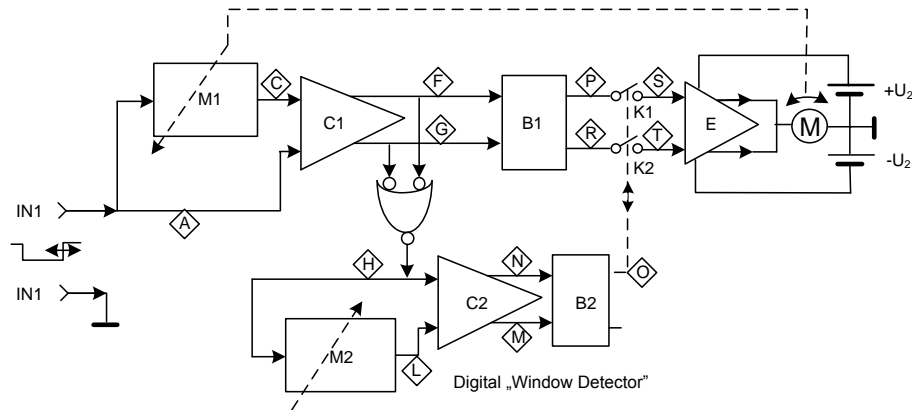 C
F
P
S
M1
C1
B1
K1
E
M
+U2
G
R
T
K2
-U2
IN1
A
IN1
H
N
O
C2
B2
M2
L
M
Digital „Window Detector”